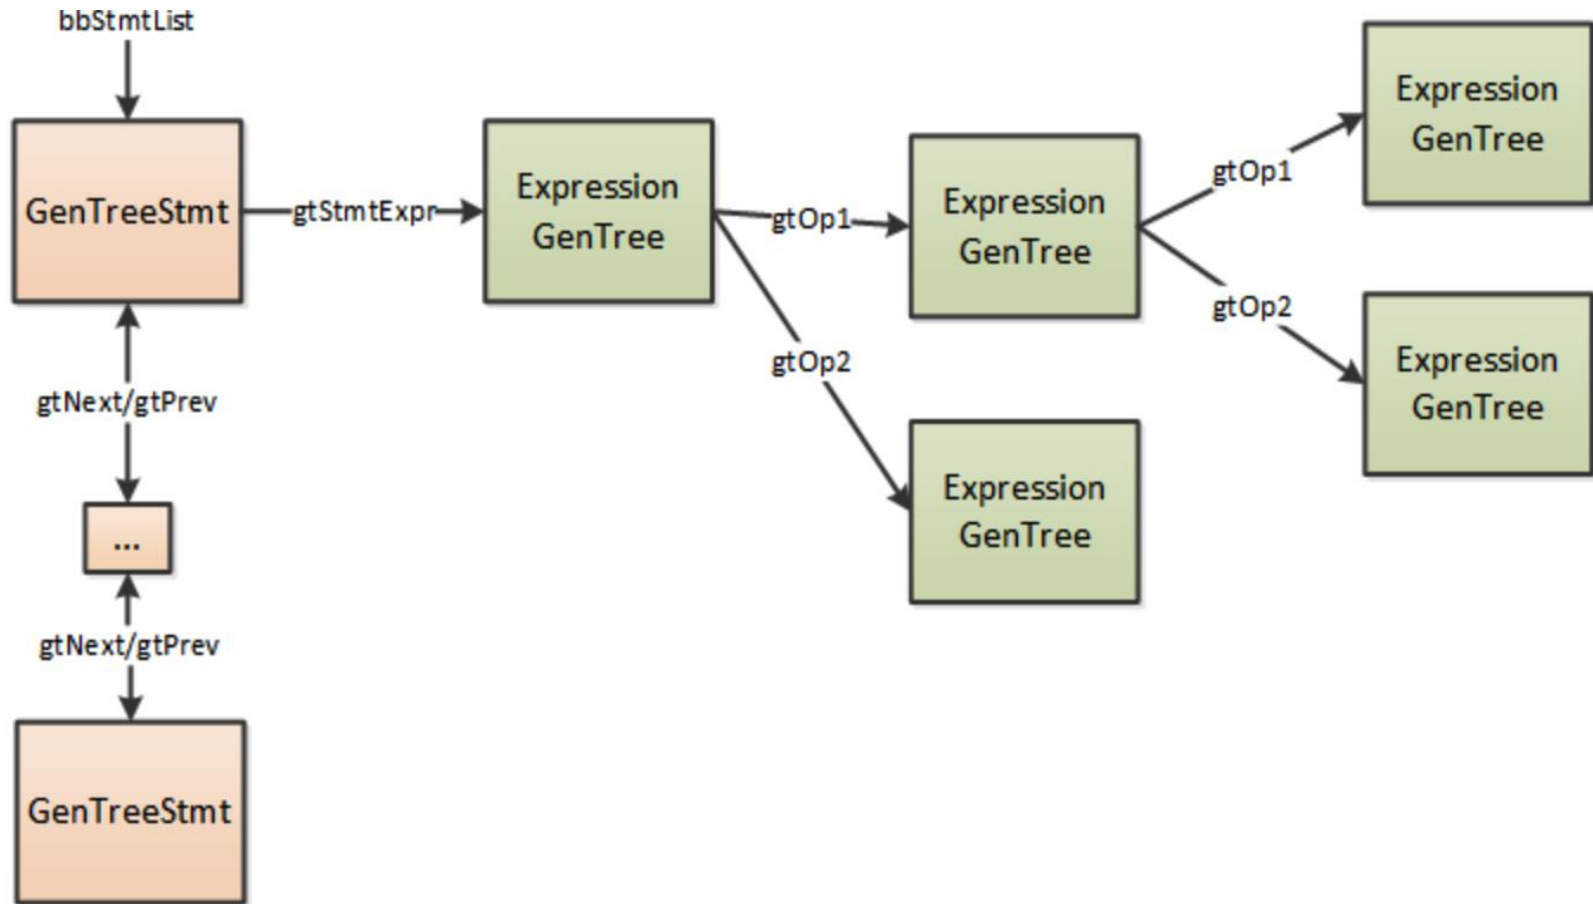 bbStmtList
GenTreeStmt
gtStmtExpr
Expression
GenTree
gtOp1
gtOp2
Expression
GenTree
gtOp1
gtOp2
Expression
GenTree
Expression
GenTree
Expression
GenTree
gtNext/gtPrev
...
gtNext/gtPrev
GenTreeStmt